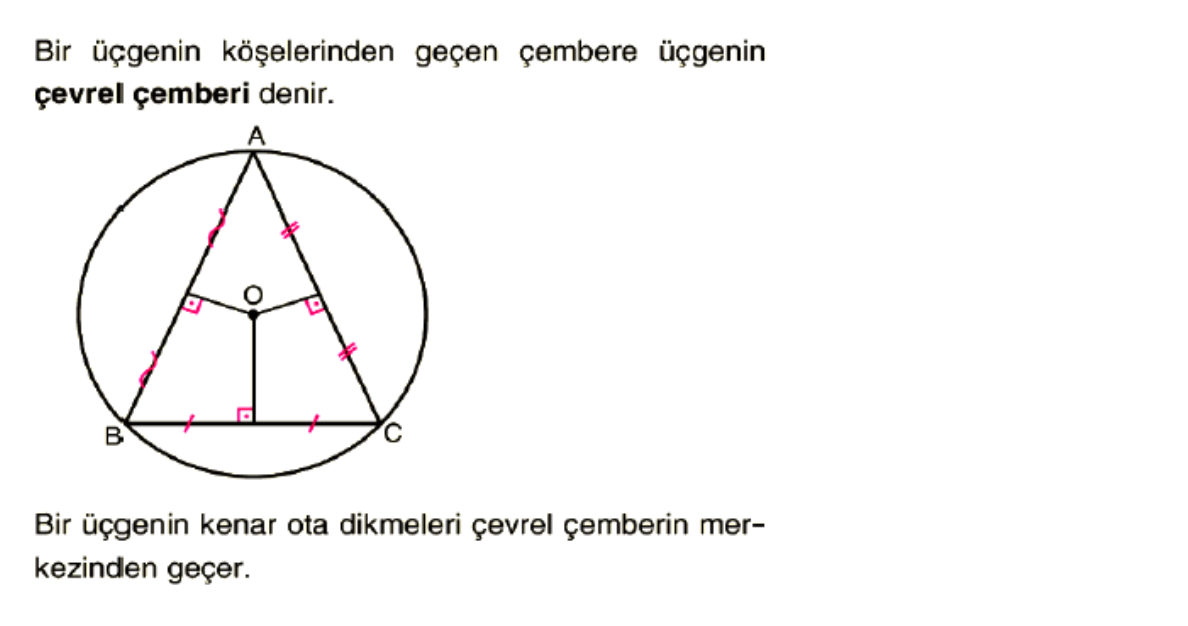 Bir üçgenin köşelerinden geçen çembere üçgenin
çevrel çemberi denir.
A
O
B
C
Bir üçgenin kenar ota dikmeleri çevrel çemberin mer-
kezinden geçer.